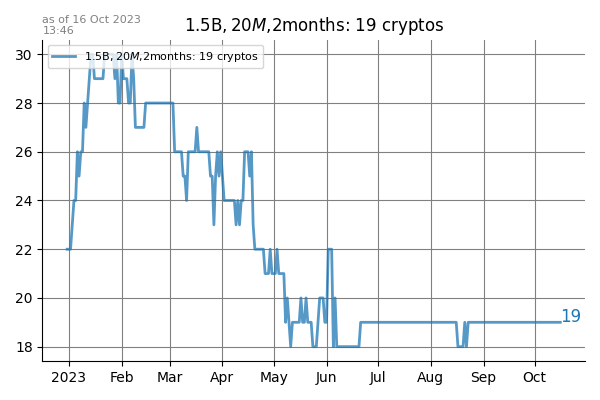 as of 16 Oct 2023
13:46
1.5B,20M,2months: 19 cryptos
1.5B,20M,2months: 19 cryptos
30
28
26
24
22
20
18
19
2023 Feb Mar Apr May Jun Jul Aug Sep Oct